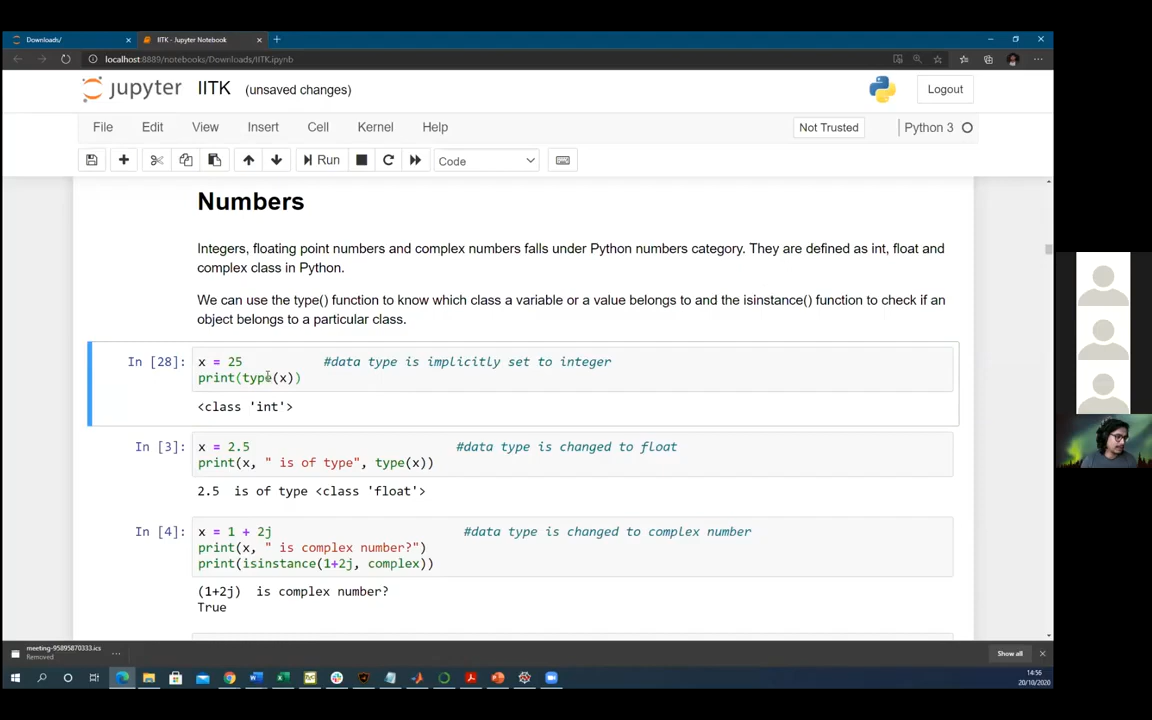 Downloads/
IITK - Jupyter Notebook
localhost:8889/notebooks/Downloads/IITK.ipynb
jupyter IITK (unsaved changes)
Logout
File Edit View Insert Cell Kernel Help
Not Trusted
Python 3
Run
Code
Numbers
Integers, floating point numbers and complex numbers falls under Python numbers category. They are defined as int, float and
complex class in Python.
We can use the type() function to know which class a variable or a value belongs to and the isinstance() function to check if an
object belongs to a particular class.
In [28]: x = 25 #data type is implicitly set to integer
print(type(x))
<class 'int'>
In [3]: x = 2.5 #data type is changed to float
print(x, " is of type", type(x))
2.5 is of type <class 'float'>
In [4]: x = 1 + 2j #data type is changed to complex number
print(x, " is complex number?")
print(isinstance(1+2j, complex))
(1+2j) is complex number?
True
meeting-95895870333.ics
Removed
Show all
14:56
20/10/2020